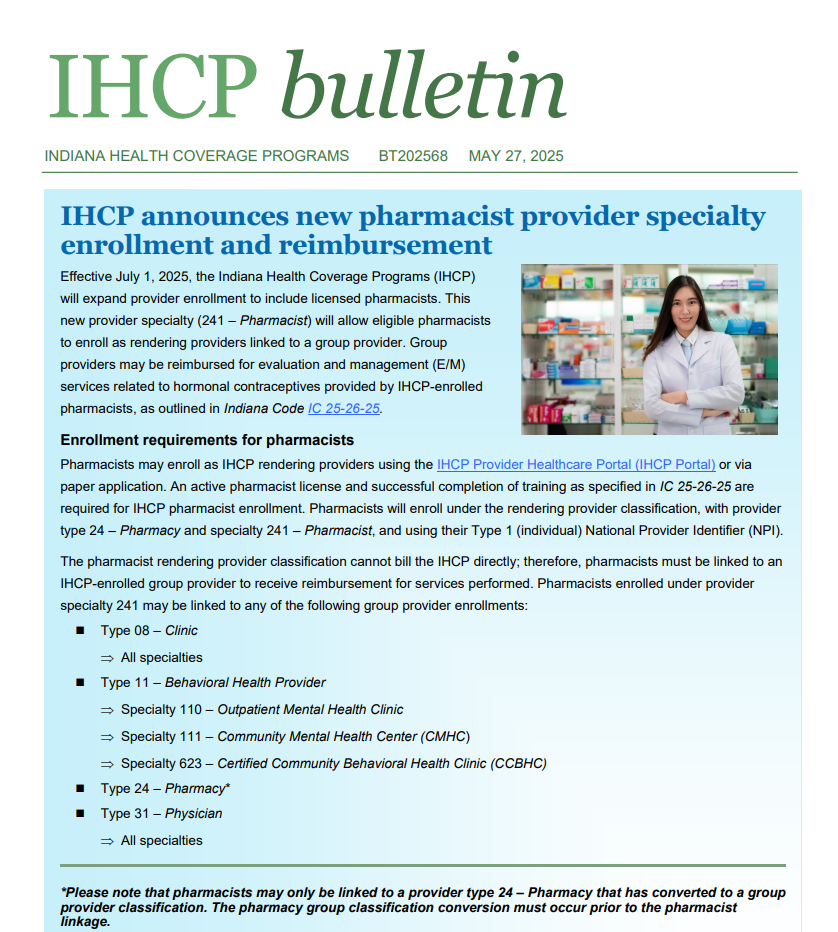 IHCP bulletin
INDIANA HEALTH COVERAGE PROGRAMS BT202568 MAY 27, 2025
IHCP announces new pharmacist provider specialty
enrollment and reimbursement
Effective July 1, 2025, the Indiana Health Coverage Programs (IHCP)
will expand provider enrollment to include licensed pharmacists. This
new provider specialty (241 – Pharmacist) will allow eligible pharmacists
to enroll as rendering providers linked to a group provider. Group
providers may be reimbursed for evaluation and management (E/M)
services related to hormonal contraceptives provided by IHCP-enrolled
pharmacists, as outlined in Indiana Code IC 25-26-25.
Enrollment requirements for pharmacists
Pharmacists may enroll as IHCP rendering providers using the IHCP Provider Healthcare Portal (IHCP Portal) or via
paper application. An active pharmacist license and successful completion of training as specified in IC 25-26-25 are
required for IHCP pharmacist enrollment. Pharmacists will enroll under the rendering provider classification, with provider
type 24 – Pharmacy and specialty 241 – Pharmacist, and using their Type 1 (individual) National Provider Identifier (NPI).
The pharmacist rendering provider classification cannot bill the IHCP directly; therefore, pharmacists must be linked to an
IHCP-enrolled group provider to receive reimbursement for services performed. Pharmacists enrolled under provider
specialty 241 may be linked to any of the following group provider enrollments:
■ Type 08 – Clinic
⇒ All specialties
■ Type 11 – Behavioral Health Provider
⇒ Specialty 110 – Outpatient Mental Health Clinic
⇒ Specialty 111 – Community Mental Health Center (CMHC)
⇒ Specialty 623 – Certified Community Behavioral Health Clinic (CCBHC)
■ Type 24 – Pharmacy*
■ Type 31 – Physician
⇒ All specialties
*Please note that pharmacists may only be linked to a provider type 24 – Pharmacy that has converted to a group
provider classification. The pharmacy group classification conversion must occur prior to the pharmacist
linkage.